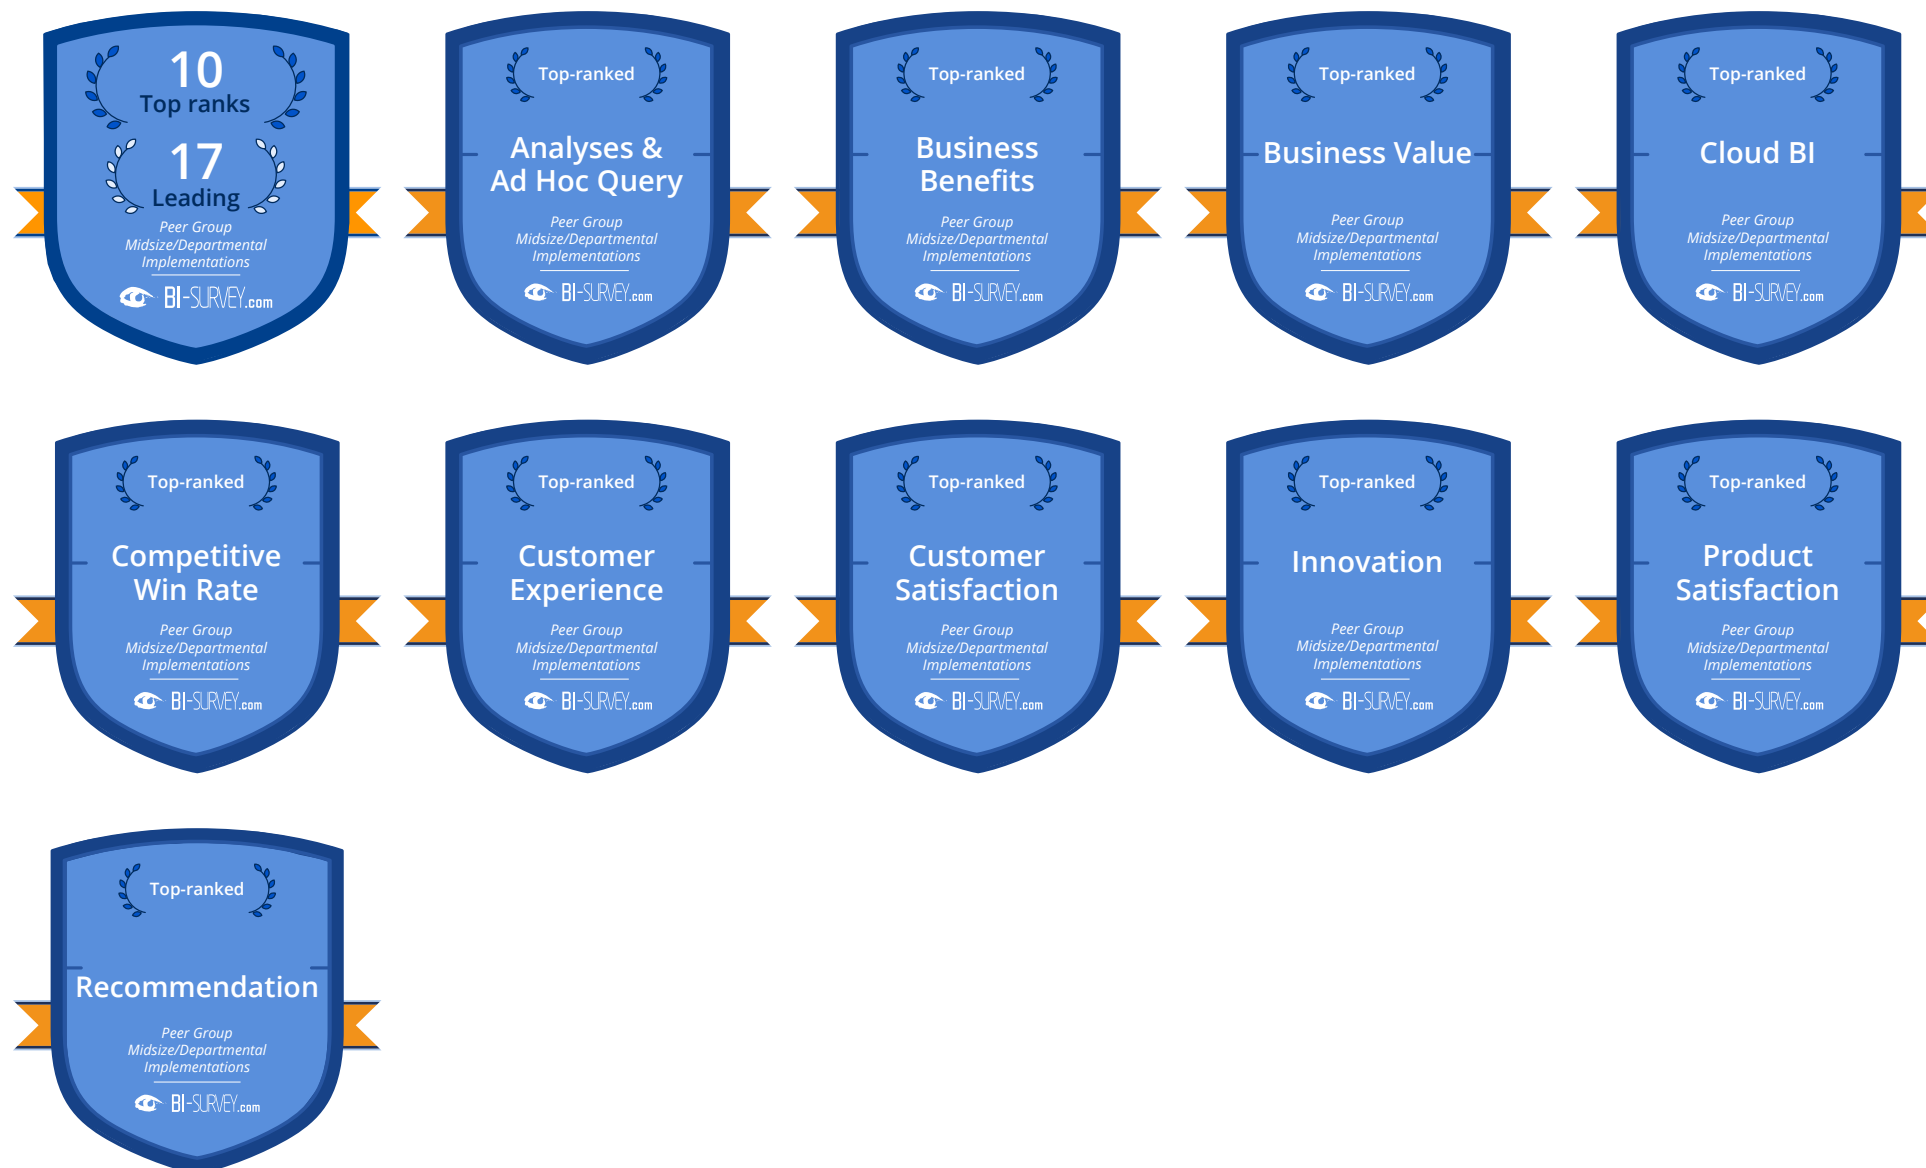 10
Top ranks
17
Leading
Peer Group
Midsize/Departmental
Implementations
BI-SURVEY.com
Top-ranked
Analyses &
Ad Hoc Query
Peer Group
Midsize/Departmental
Implementations
BI-SURVEY.com
Top-ranked
Business
Benefits
Peer Group
Midsize/Departmental
Implementations
BI-SURVEY.com
Top-ranked
Business Value
Peer Group
Midsize/Departmental
Implementations
BI-SURVEY.com
Top-ranked
Cloud BI
Peer Group
Midsize/Departmental
Implementations
BI-SURVEY.com
Top-ranked
Competitive
Win Rate
Peer Group
Midsize/Departmental
Implementations
BI-SURVEY.com
Top-ranked
Customer
Experience
Peer Group
Midsize/Departmental
Implementations
BI-SURVEY.com
Top-ranked
Customer
Satisfaction
Peer Group
Midsize/Departmental
Implementations
BI-SURVEY.com
Top-ranked
Innovation
Peer Group
Midsize/Departmental
Implementations
BI-SURVEY.com
Top-ranked
Product
Satisfaction
Peer Group
Midsize/Departmental
Implementations
BI-SURVEY.com
Top-ranked
Recommendation
Peer Group
Midsize/Departmental
Implementations
BI-SURVEY.com